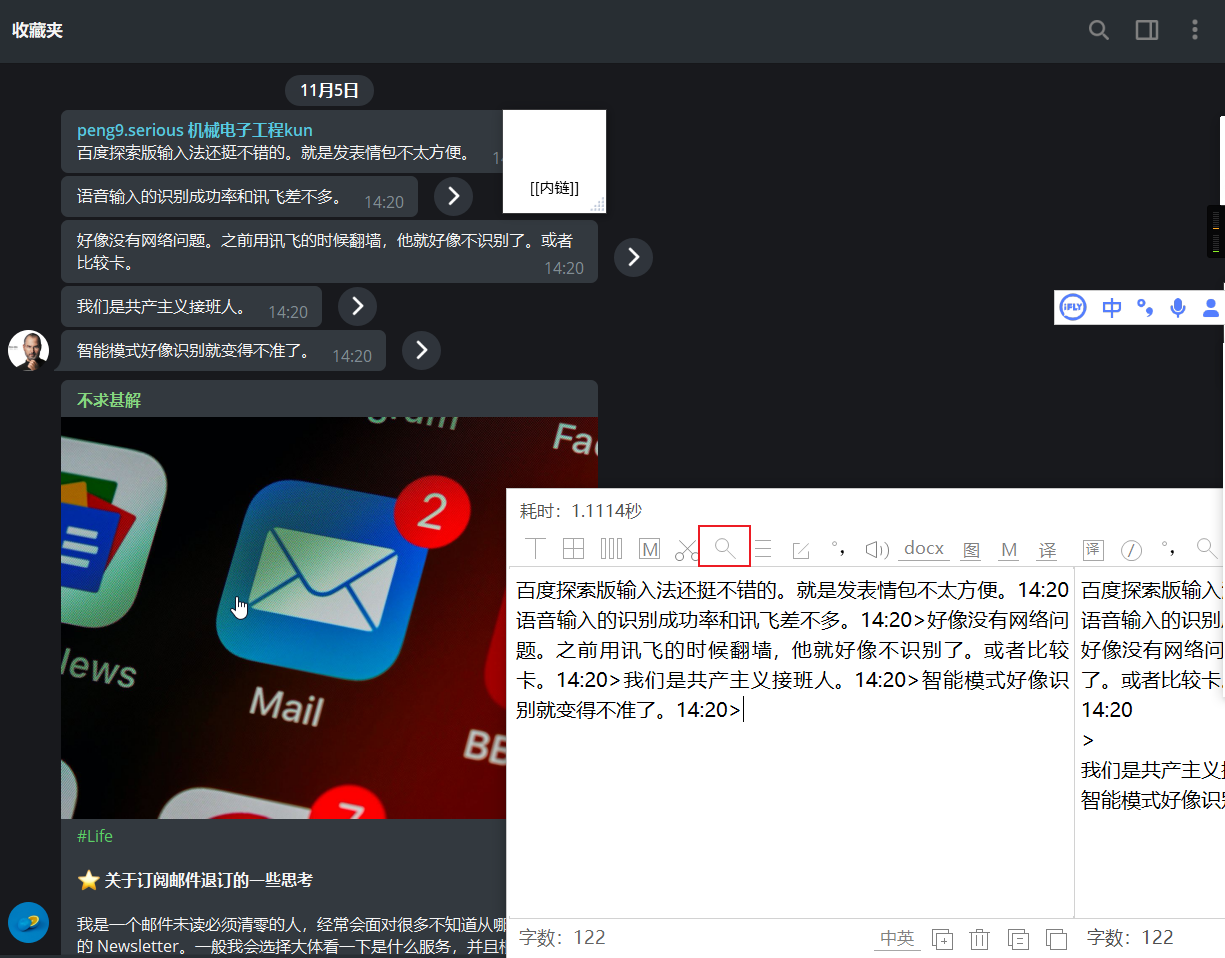 收藏夹
11月5日
peng9.serious 机械电子工程kun
百度探索版输入法还挺不错的。就是发表情包不太方便。
[[内链]]
语音输入的识别成功率和讯飞差不多。 14:20
好像没有网络问题。之前用讯飞的时候翻墙，他就好像不识别了。或者
比较卡。 14:20
我们是共产主义接班人。 14:20
智能模式好像识别就变得不准了。 14:20
iFLY 中
不求甚解
2
Mail
#Life
关于订阅邮件退订的一些思考
我是一个邮件未读必须清零的人，经常会面对很多不知道从哪
的 Newsletter。一般我会选择大体看一下是什么服务，并且
耗时：1.1114秒
M docx 图 M 译 译
百度探索版输入法还挺不错的。就是发表情包不太方便。14:20
语音输入的识别成功率和讯飞差不多。14:20>好像没有网络问
题。之前用讯飞的时候翻墙，他就好像不识别了。或者比较
卡。14:20>我们是共产主义接班人。14:20>智能模式好像识
别就变得不准了。14:20>
百度探索版输入
语音输入的识别
好像没有网络问
了。或者比较卡
14:20
>
我们是共产主义
智能模式好像识
字数：122
中英
字数：122